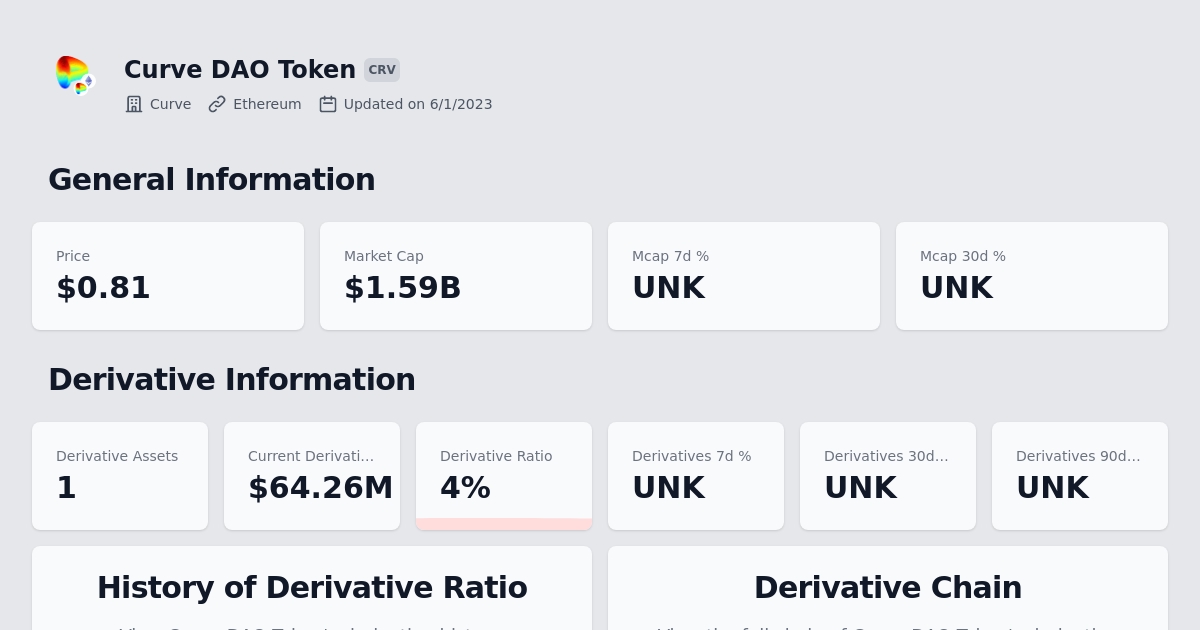 Curve DAO Token CRV
Curve Ethereum Updated on 6/1/2023
General Information
Price
$0.81
Market Cap
$1.59B
Mcap 7d %
UNK
Mcap 30d %
UNK
Derivative Information
Derivative Assets
1
Current Derivati...
$64.26M
Derivative Ratio
4%
Derivatives 7d %
UNK
Derivatives 30d...
UNK
Derivatives 90d...
UNK
History of Derivative Ratio
Derivative Chain